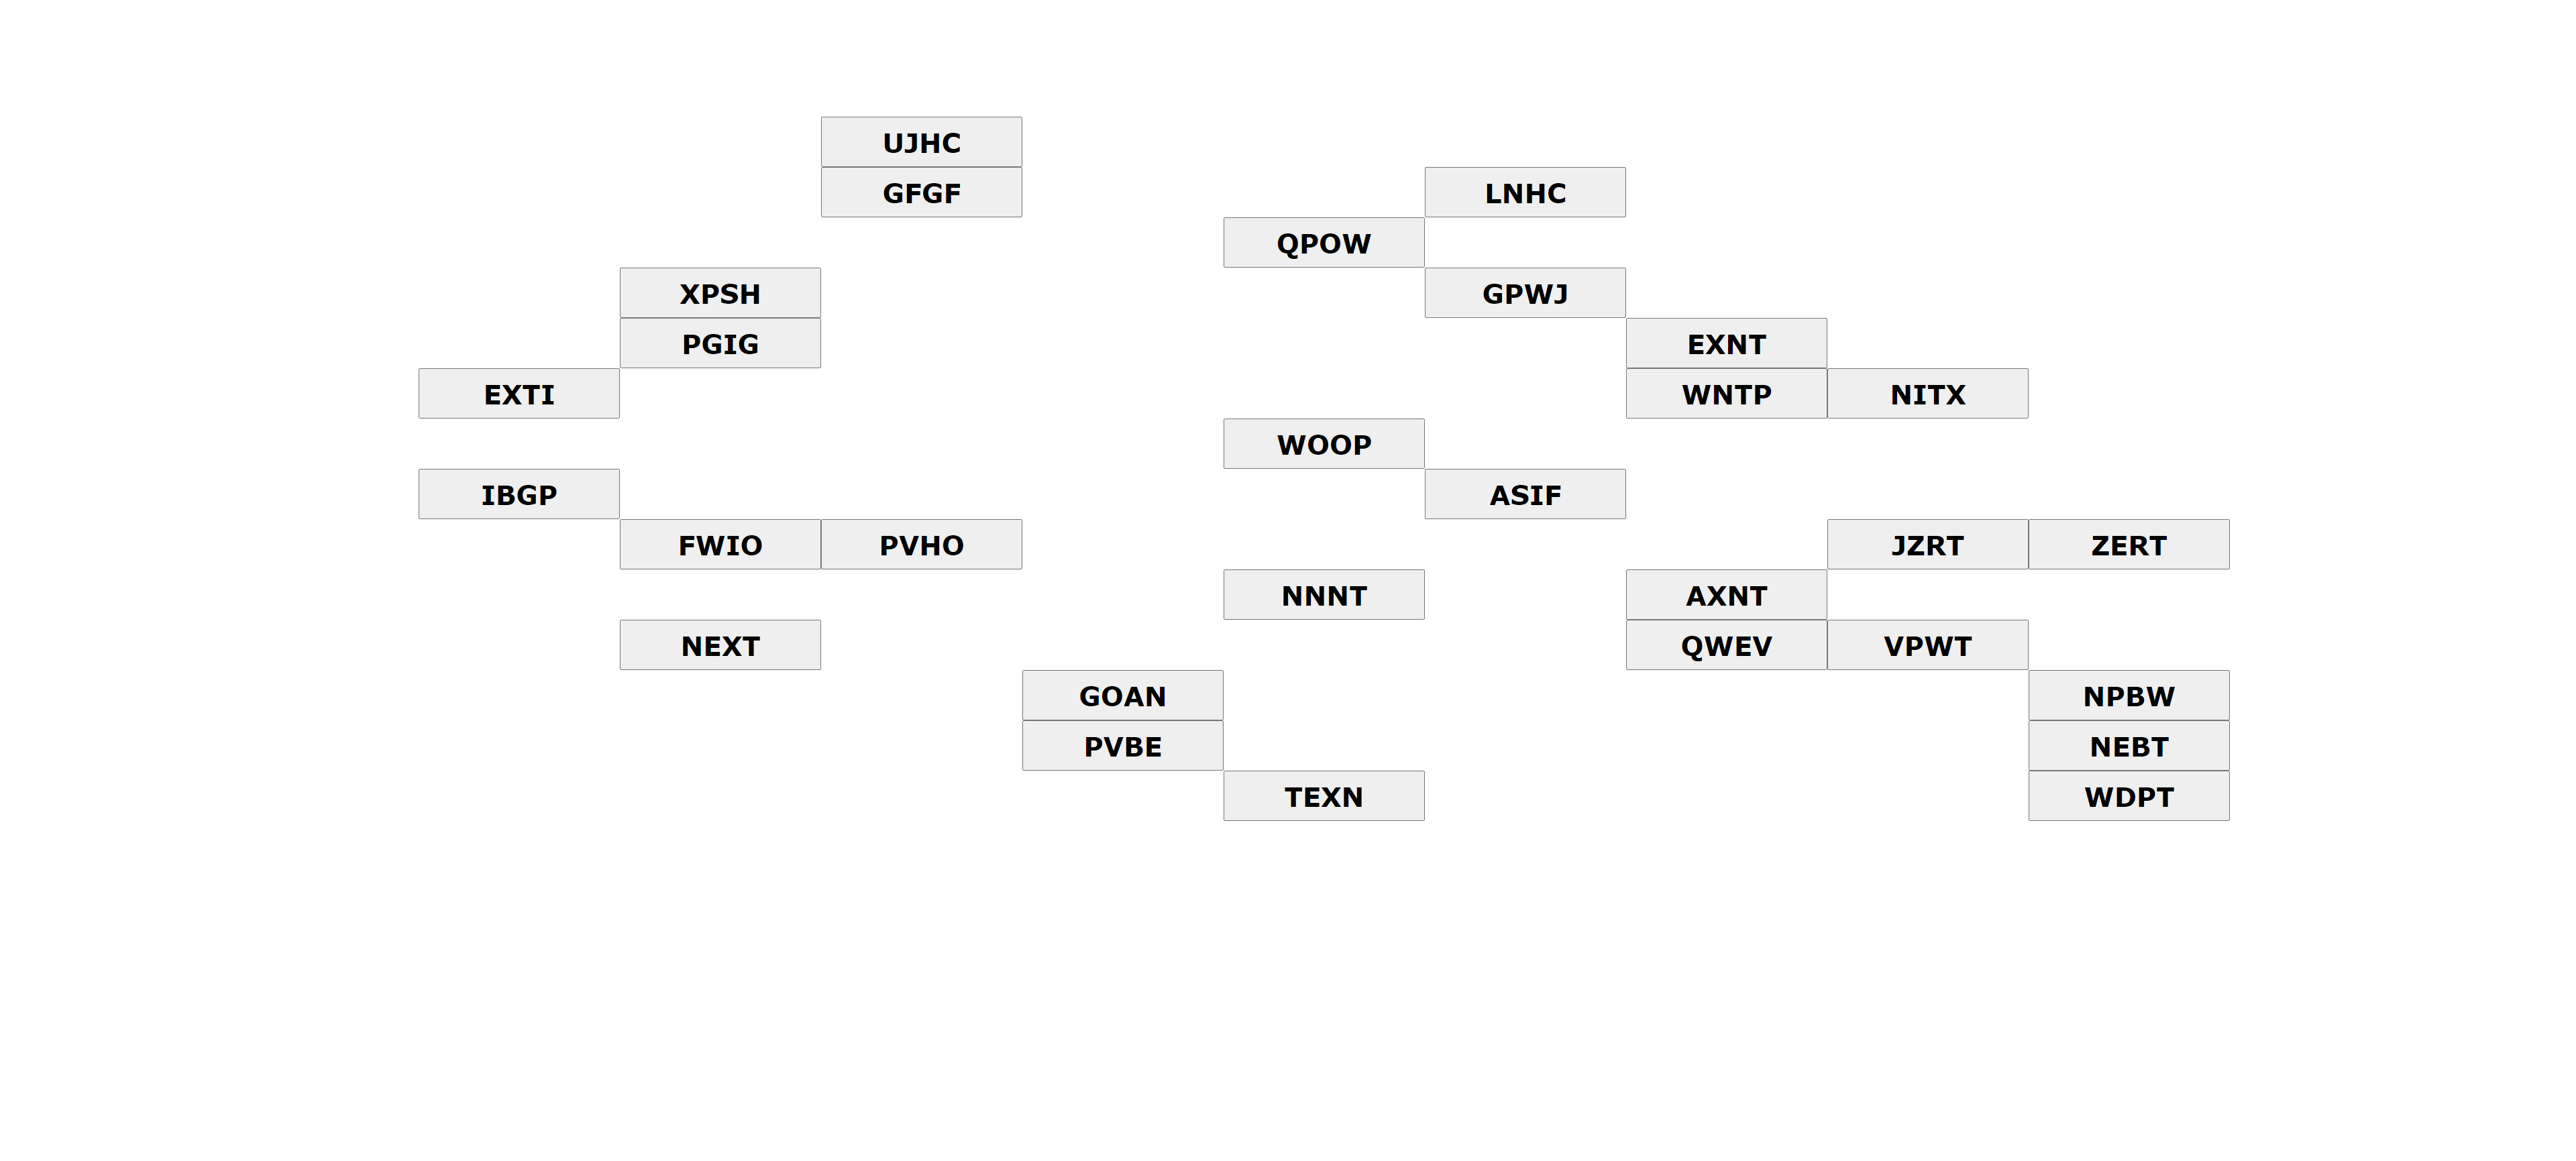 UJHC
GFGF LNHC
QPOW
XPSH GPWJ
PGIG EXNT
EXTI WNTP NITX
WOOP
IBGP ASIF
FWIO PVHO JZRT ZERT
NNNT AXNT
NEXT QWEV VPWT
GOAN NPBW
PVBE NEBT
TEXN WDPT